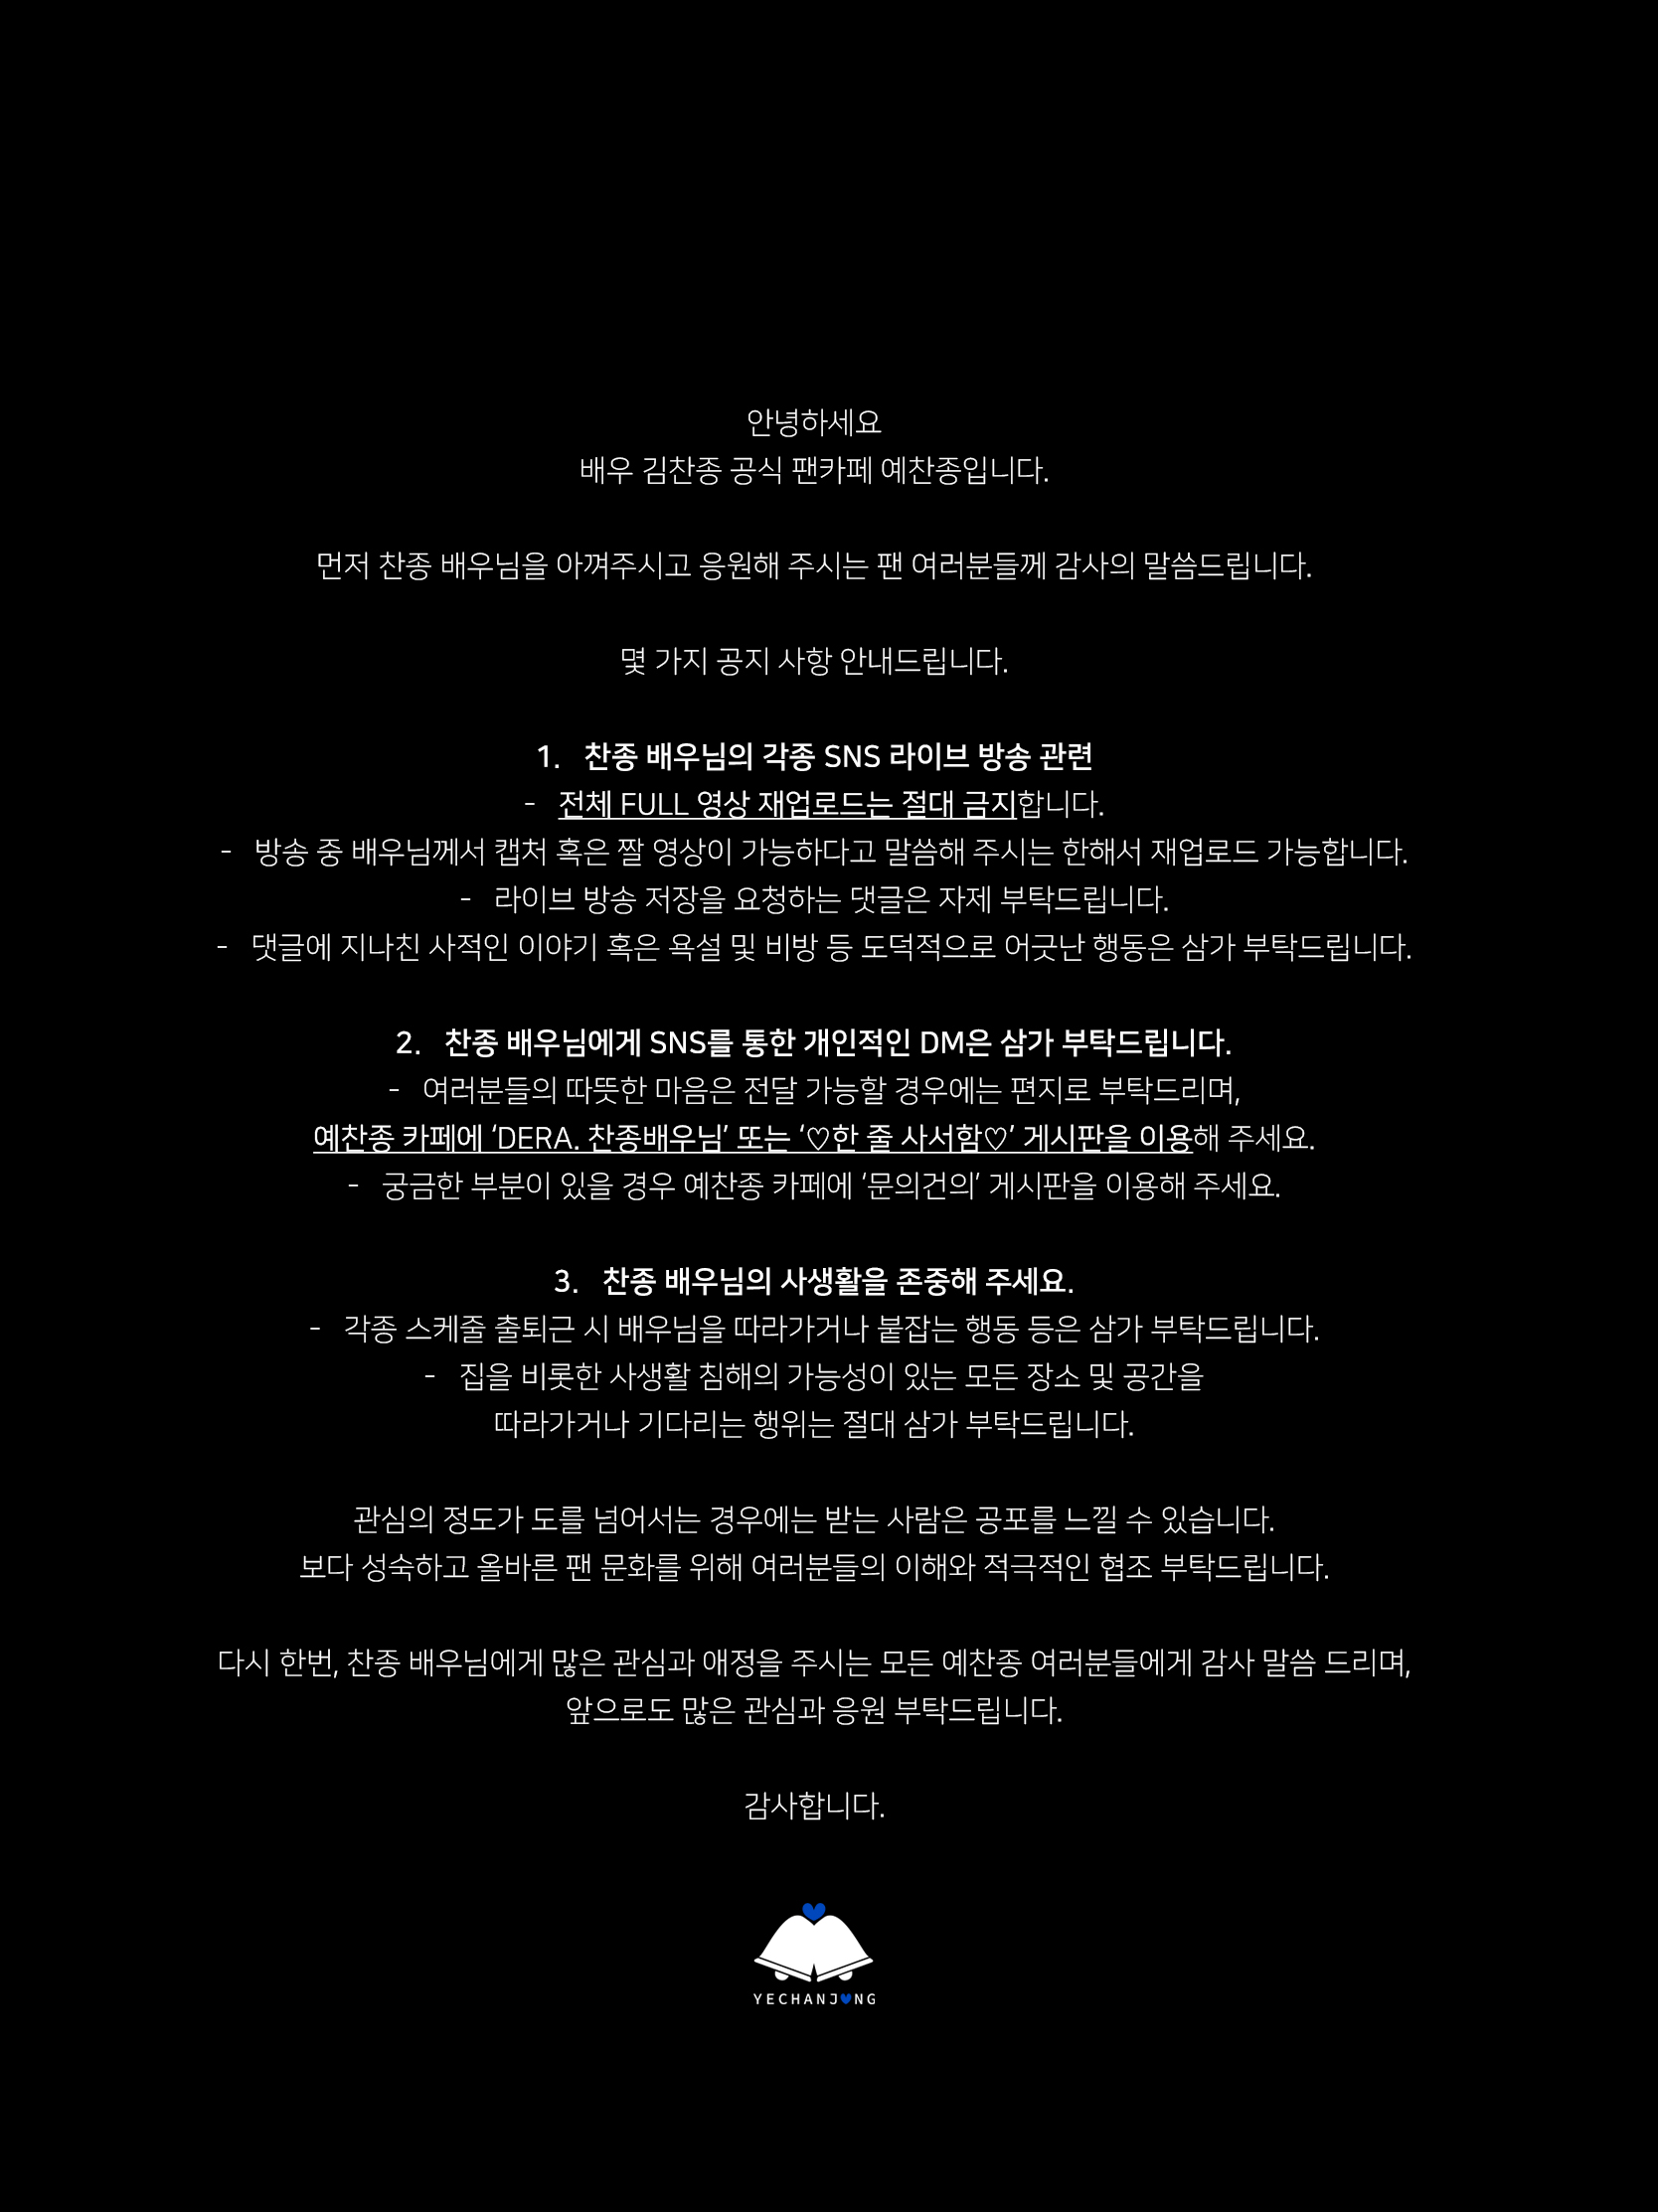 안녕하세요
배우 김찬종 공식 팬카페 예찬종입니다.
먼저 찬종 배우님을 아껴주시고 응원해 주시는 팬 여러분들께 감사의 말씀드립니다.
몇 가지 공지 사항 안내드립니다.
1. 찬종 배우님의 각종 SNS 라이브 방송 관련
- 전체 FULL 영상 재업로드는 절대 금지합니다.
- 방송 중 배우님께서 캡처 혹은 짤 영상이 가능하다고 말씀해 주시는 한해서 재업로드 가능합니다.
- 라이브 방송 저장을 요청하는 댓글은 자제 부탁드립니다.
- 댓글에 지나친 사적인 이야기 혹은 욕설 및 비방 등 도덕적으로 어긋난 행동은 삼가 부탁드립니다.
2. 찬종 배우님에게 SNS를 통한 개인적인 DM은 삼가 부탁드립니다.
- 여러분들의 따뜻한 마음은 전달 가능할 경우에는 편지로 부탁드리며,
예찬종 카페에 ‘DERA. 찬종배우님’ 또는 ‘♡한 줄 사서함♡’ 게시판을 이용해 주세요.
- 궁금한 부분이 있을 경우 예찬종 카페에 ‘문의건의’ 게시판을 이용해 주세요.
3. 찬종 배우님의 사생활을 존중해 주세요.
- 각종 스케줄 출퇴근 시 배우님을 따라가거나 붙잡는 행동 등은 삼가 부탁드립니다.
- 집을 비롯한 사생활 침해의 가능성이 있는 모든 장소 및 공간을
따라가거나 기다리는 행위는 절대 삼가 부탁드립니다.
관심의 정도가 도를 넘어서는 경우에는 받는 사람은 공포를 느낄 수 있습니다.
보다 성숙하고 올바른 팬 문화를 위해 여러분들의 이해와 적극적인 협조 부탁드립니다.
다시 한번, 찬종 배우님에게 많은 관심과 애정을 주시는 모든 예찬종 여러분들에게 감사 말씀 드리며,
앞으로도 많은 관심과 응원 부탁드립니다.
감사합니다.
YECHANJ♥NG